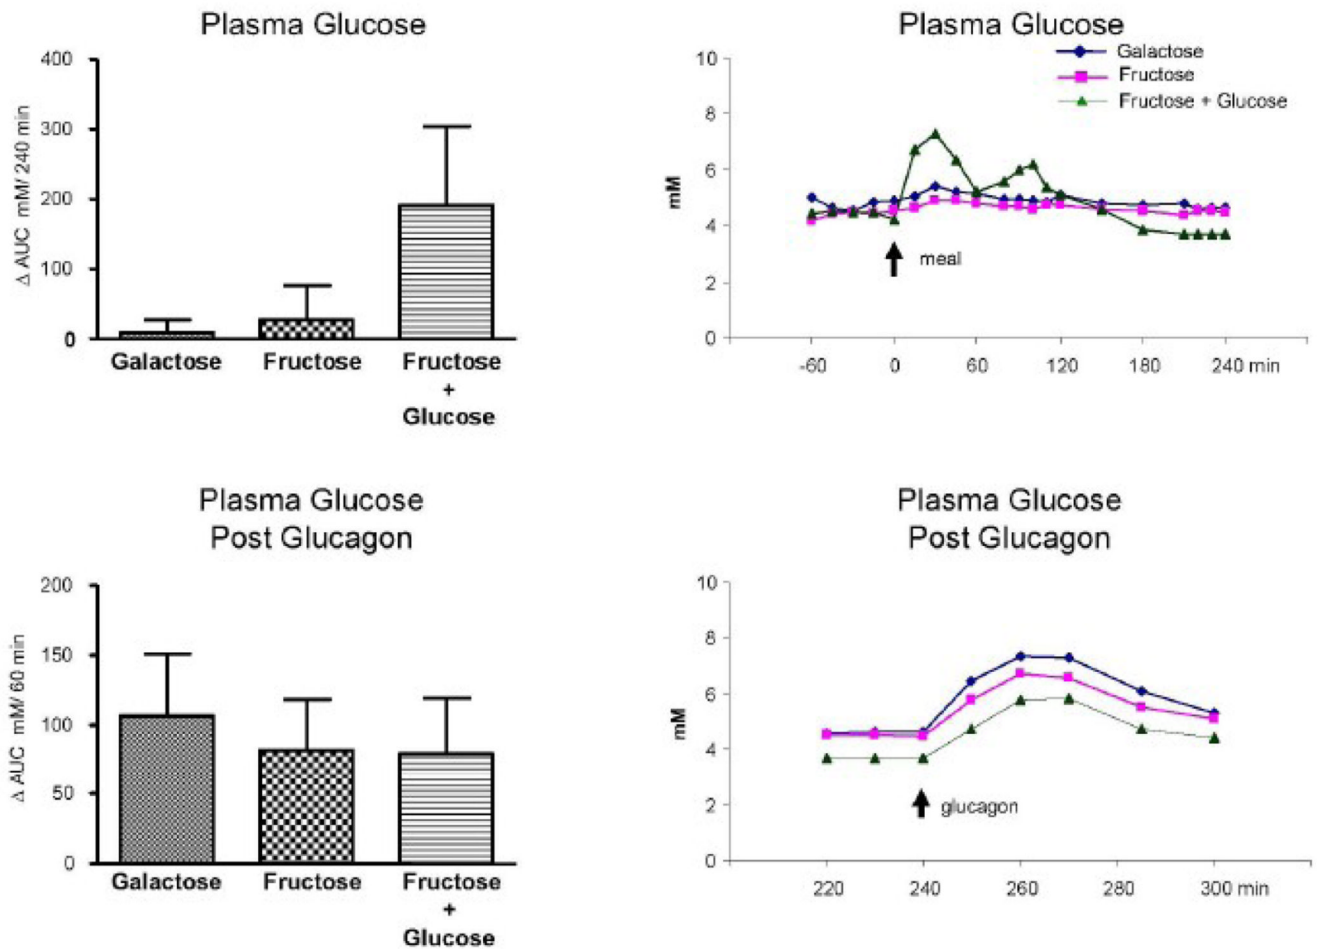 Plasma Glucose
400
300
200
100
0
Δ AUC mM/ 240 min
Galactose
Fructose
Fructose
+
Glucose
Plasma Glucose
Galactose
Fructose
Fructose + Glucose
10
8
6
4
2
0
mM
meal
-60
0
60
120
180
240 min
Plasma Glucose
Post Glucagon
200
150
100
50
0
Δ AUC mM/ 60 min
Galactose
Fructose
Fructose
+
Glucose
Plasma Glucose
Post Glucagon
10
8
6
4
2
0
mM
glucagon
220
240
260
280
300 min